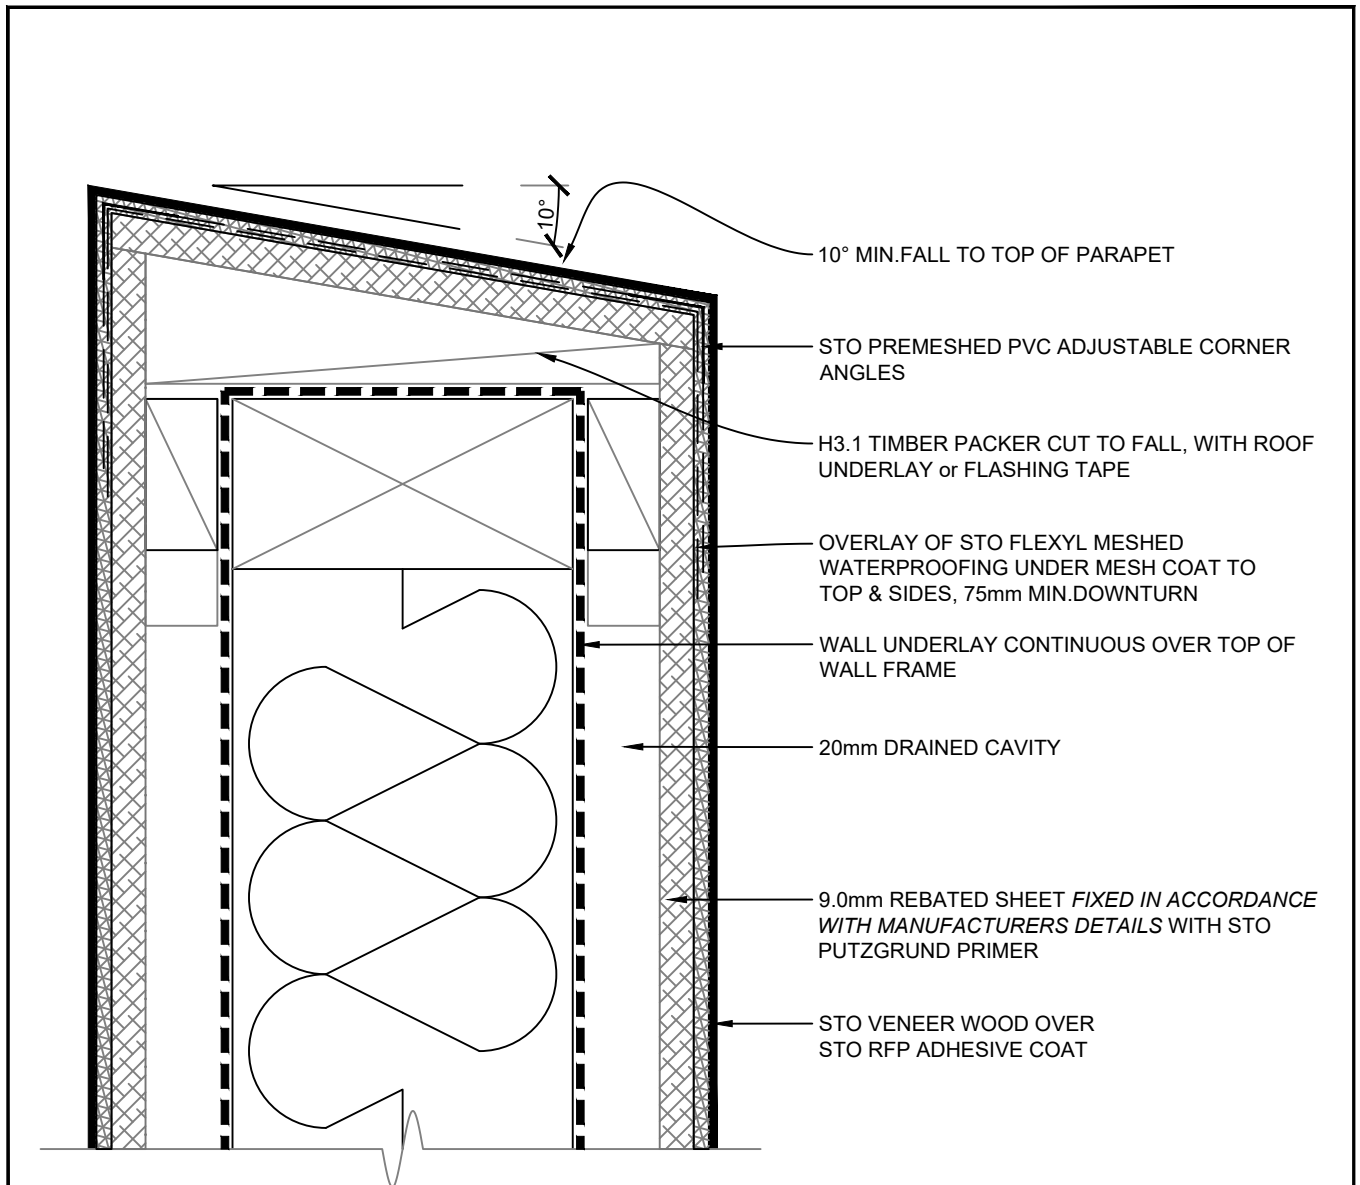 10°
10° MIN.FALL TO TOP OF PARAPET
STO PREMESHED PVC ADJUSTABLE CORNER
ANGLES
H3.1 TIMBER PACKER CUT TO FALL, WITH ROOF
UNDERLAY or FLASHING TAPE
OVERLAY OF STO FLEXYL MESHED
WATERPROOFING UNDER MESH COAT TO
TOP & SIDES, 75mm MIN.DOWNTURN
WALL UNDERLAY CONTINUOUS OVER TOP OF
WALL FRAME
20mm DRAINED CAVITY
9.0mm REBATED SHEET FIXED IN ACCORDANCE
WITH MANUFACTURERS DETAILS WITH STO
PUTZGRUND PRIMER
STO VENEER WOOD OVER
STO RFP ADHESIVE COAT